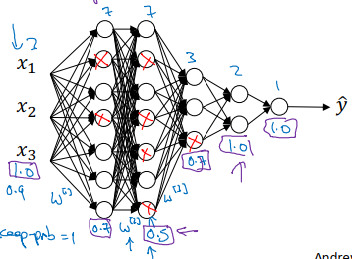 7 7
3
x₁
3
2
1
x₂
ŷ
x₃
1.0
0.7
1.0
1.0
0.9
W[1]
W[2]
W[3]
0.7
0.5
keep-prob = 1
Andrew